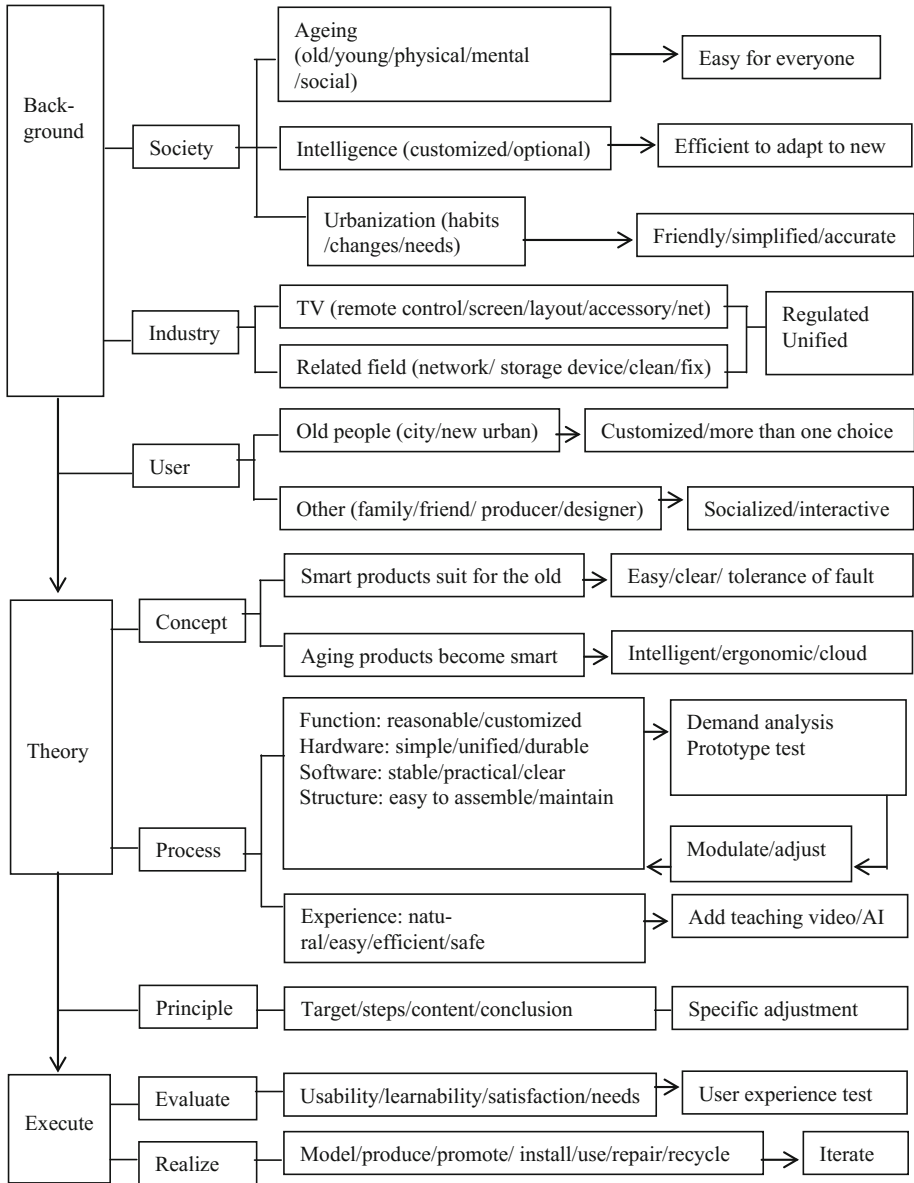 Back-
ground
Society
Ageing
(old/young/physical/mental
/social)
Easy for everyone
Intelligence (customized/optional)
Efficient to adapt to new
Urbanization (habits
/changes/needs)
Friendly/simplified/accurate
Industry
TV (remote control/screen/layout/accessory/net)
Related field (network/ storage device/clean/fix)
Regulated
Unified
User
Old people (city/new urban)
Customized/more than one choice
Other (family/friend/ producer/designer)
Socialized/interactive
Theory
Concept
Smart products suit for the old
Easy/clear/ tolerance of fault
Aging products become smart
Intelligent/ergonomic/cloud
Process
Function: reasonable/customized
Hardware: simple/unified/durable
Software: stable/practical/clear
Structure: easy to assemble/maintain
Demand analysis
Prototype test
Modulate/adjust
Experience: natu-
ral/easy/efficient/safe
Add teaching video/AI
Principle
Target/steps/content/conclusion
Specific adjustment
Execute
Evaluate
Usability/learnability/satisfaction/needs
User experience test
Realize
Model/produce/promote/ install/use/repair/recycle
Iterate